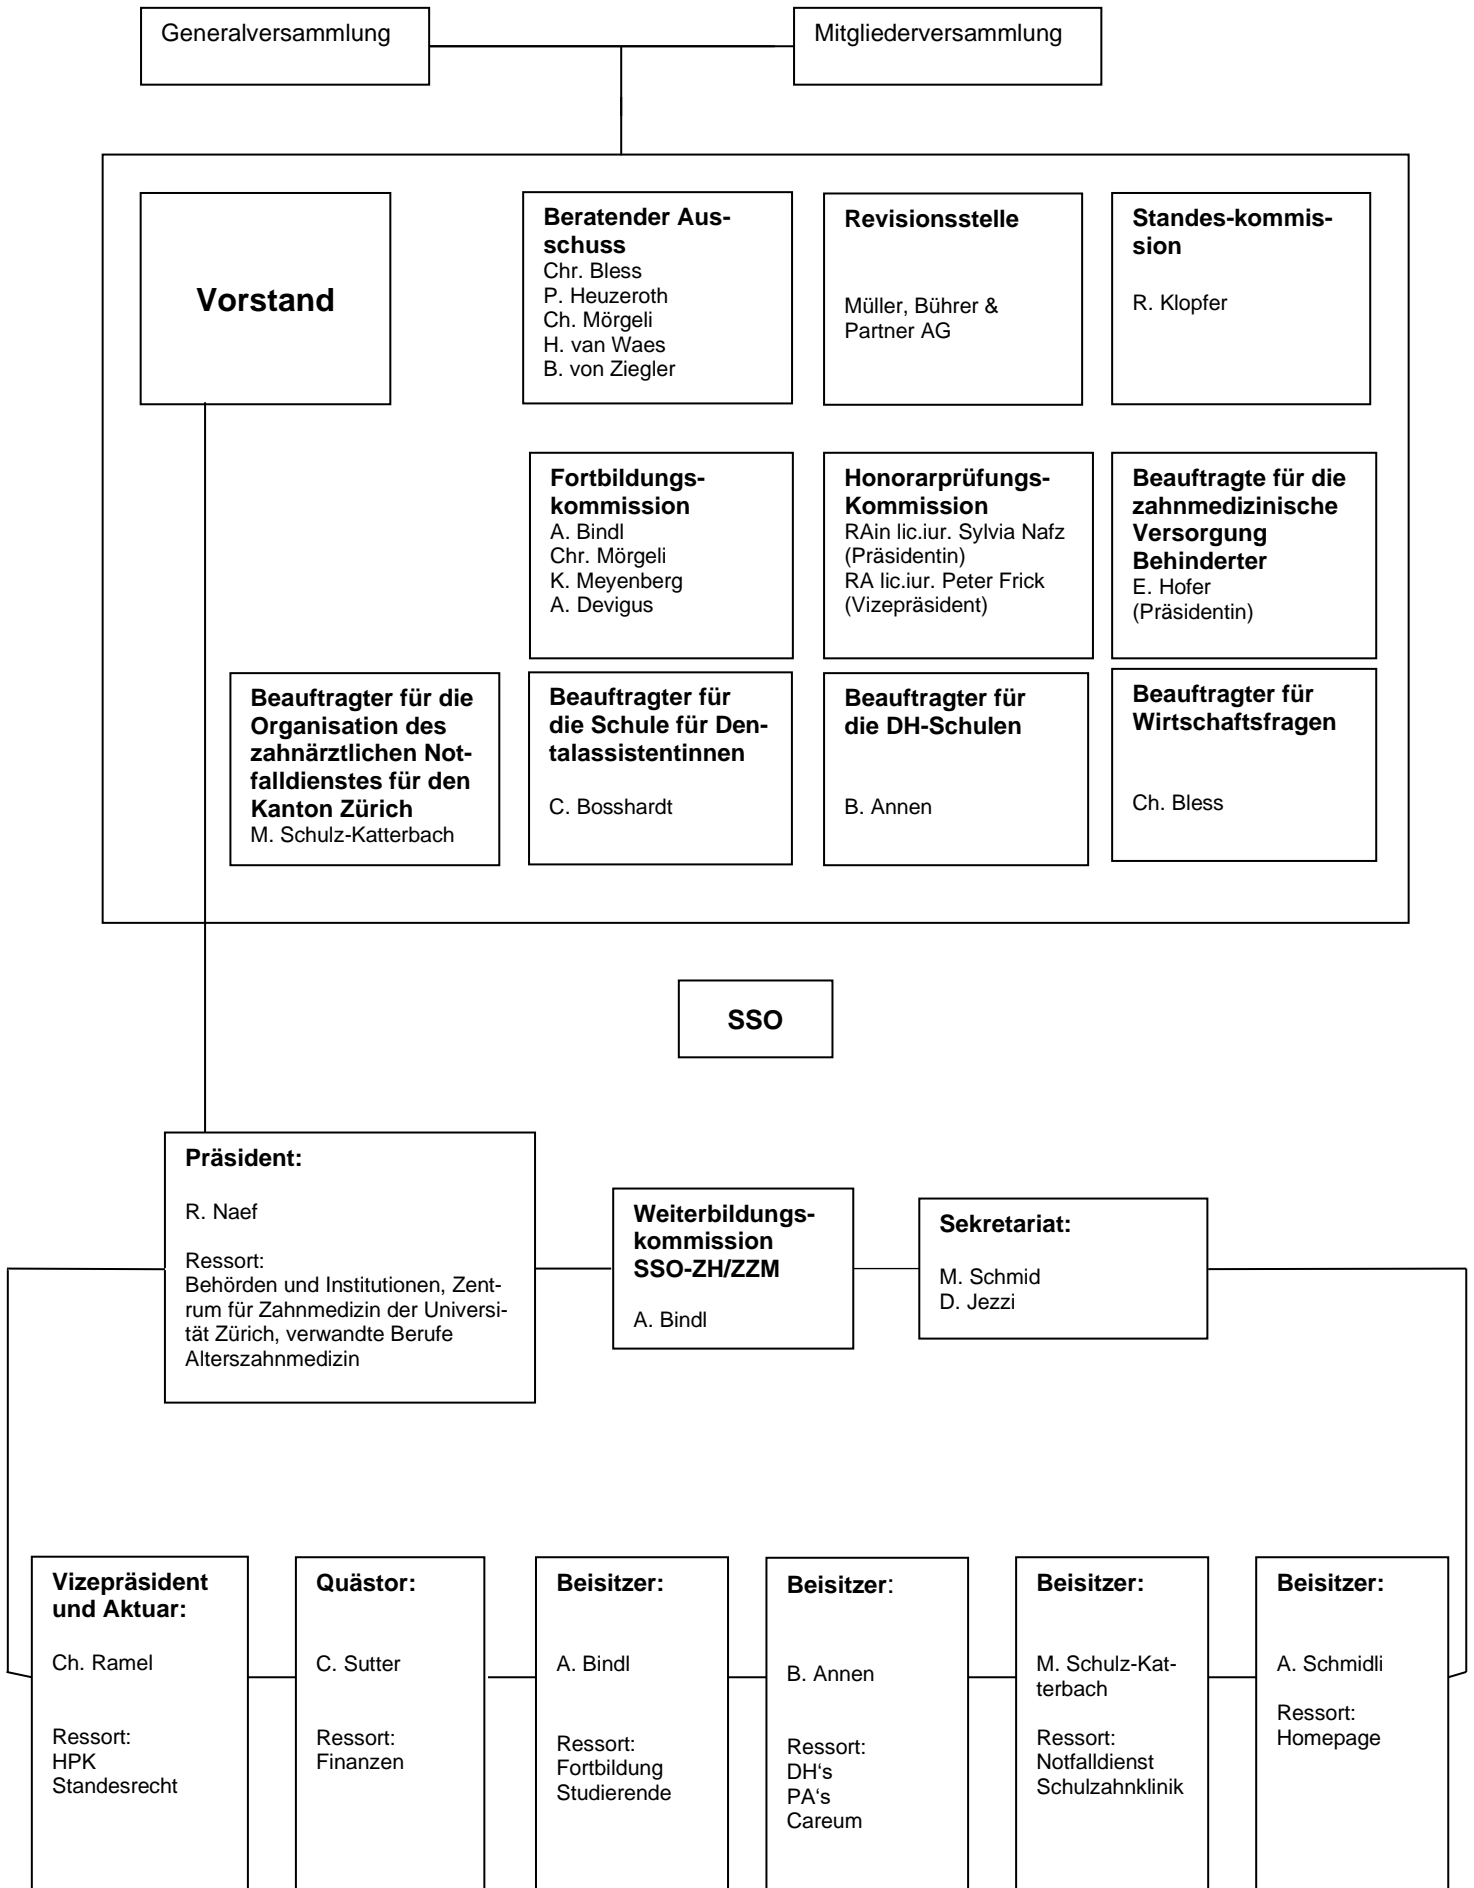 Generalversammlung
Mitgliederversammlung
Vorstand
Beratender Aus-
schuss
Chr. Bless
P. Heuzeroth
Ch. Mörgeli
H. van Waes
B. von Ziegler
Revisionsstelle
Müller, Bührer &
Partner AG
Standes-kommis-
sion
R. Klopfer
Fortbildungs-
kommission
A. Bindl
Chr. Mörgeli
K. Meyenberg
A. Devigus
Honorarprüfungs-
Kommission
RAin lic.iur. Sylvia Nafz
(Präsidentin)
RA lic.iur. Peter Frick
(Vizepräsident)
Beauftragte für die
zahnmedizinische
Versorgung
Behinderter
E. Hofer
(Präsidentin)
Beauftragter für die
Organisation des
zahnärztlichen Not-
falldienstes für den
Kanton Zürich
M. Schulz-Katterbach
Beauftragter für
die Schule für Den-
talassistentinnen
C. Bosshardt
Beauftragter für
die DH-Schulen
B. Annen
Beauftragter für
Wirtschaftsfragen
Ch. Bless
SSO
Präsident:
R. Naef
Ressort:
Behörden und Institutionen, Zent-
rum für Zahnmedizin der Universi-
tät Zürich, verwandte Berufe
Alterszahnmedizin
Weiterbildungs-
kommission
SSO-ZH/ZZM
A. Bindl
Sekretariat:
M. Schmid
D. Jezzi
Vizepräsident
und Aktuar:
Ch. Ramel
Ressort:
HPK
Standesrecht
Quästor:
C. Sutter
Ressort:
Finanzen
Beisitzer:
A. Bindl
Ressort:
Fortbildung
Studierende
Beisitzer:
B. Annen
Ressort:
DH‘s
PA‘s
Careum
Beisitzer:
M. Schulz-Kat-
terbach
Ressort:
Notfalldienst
Schulzahnklinik
Beisitzer:
A. Schmidli
Ressort:
Homepage